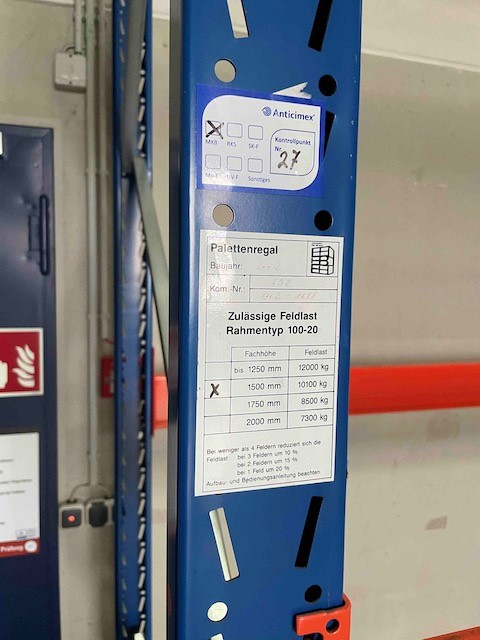 Anticimex®
MKB RKS SK-F
Kontrollpunkt
Nr. 27
Sonstiges
Palettenregal
Baujahr:
Kom.-Nr.:
Zulässige Feldlast
Rahmentyp 100-20
Fachhöhe Feldlast
bis 1250 mm 12000 kg
X 1500 mm 10100 kg
1750 mm 8500 kg
2000 mm 7300 kg
Bei weniger als 4 Feldern reduziert sich die
Feldlast bei 3 Feldern um 10 %
bei 2 Feldern um 15 %
bei 1 Feld um 20 %
Aufbau- und Bedienungsanleitung beachten.
Prüfung